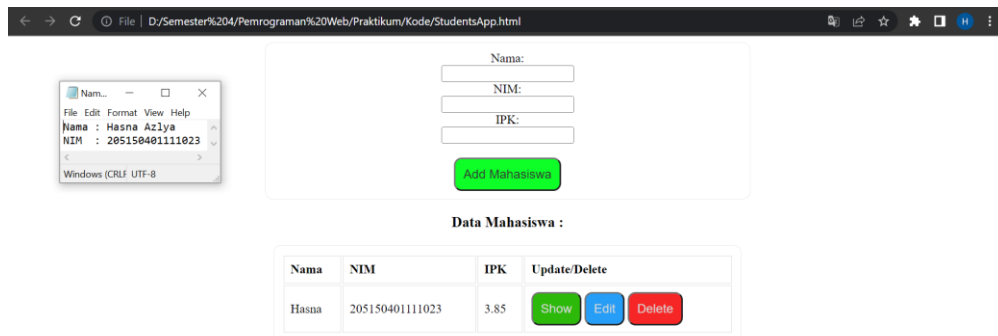 File | D:/Semester%204/Pemrograman%20Web/Praktikum/Kode/StudentsApp.html
H
Nam...
File Edit Format View Help
Nama : Hasna Azlya
NIM : 205150401111023
Windows (CRLF UTF-8
Nama:
NIM:
IPK:
Add Mahasiswa
Data Mahasiswa :
Nama NIM IPK Update/Delete
Hasna 205150401111023 3.85 Show Edit Delete